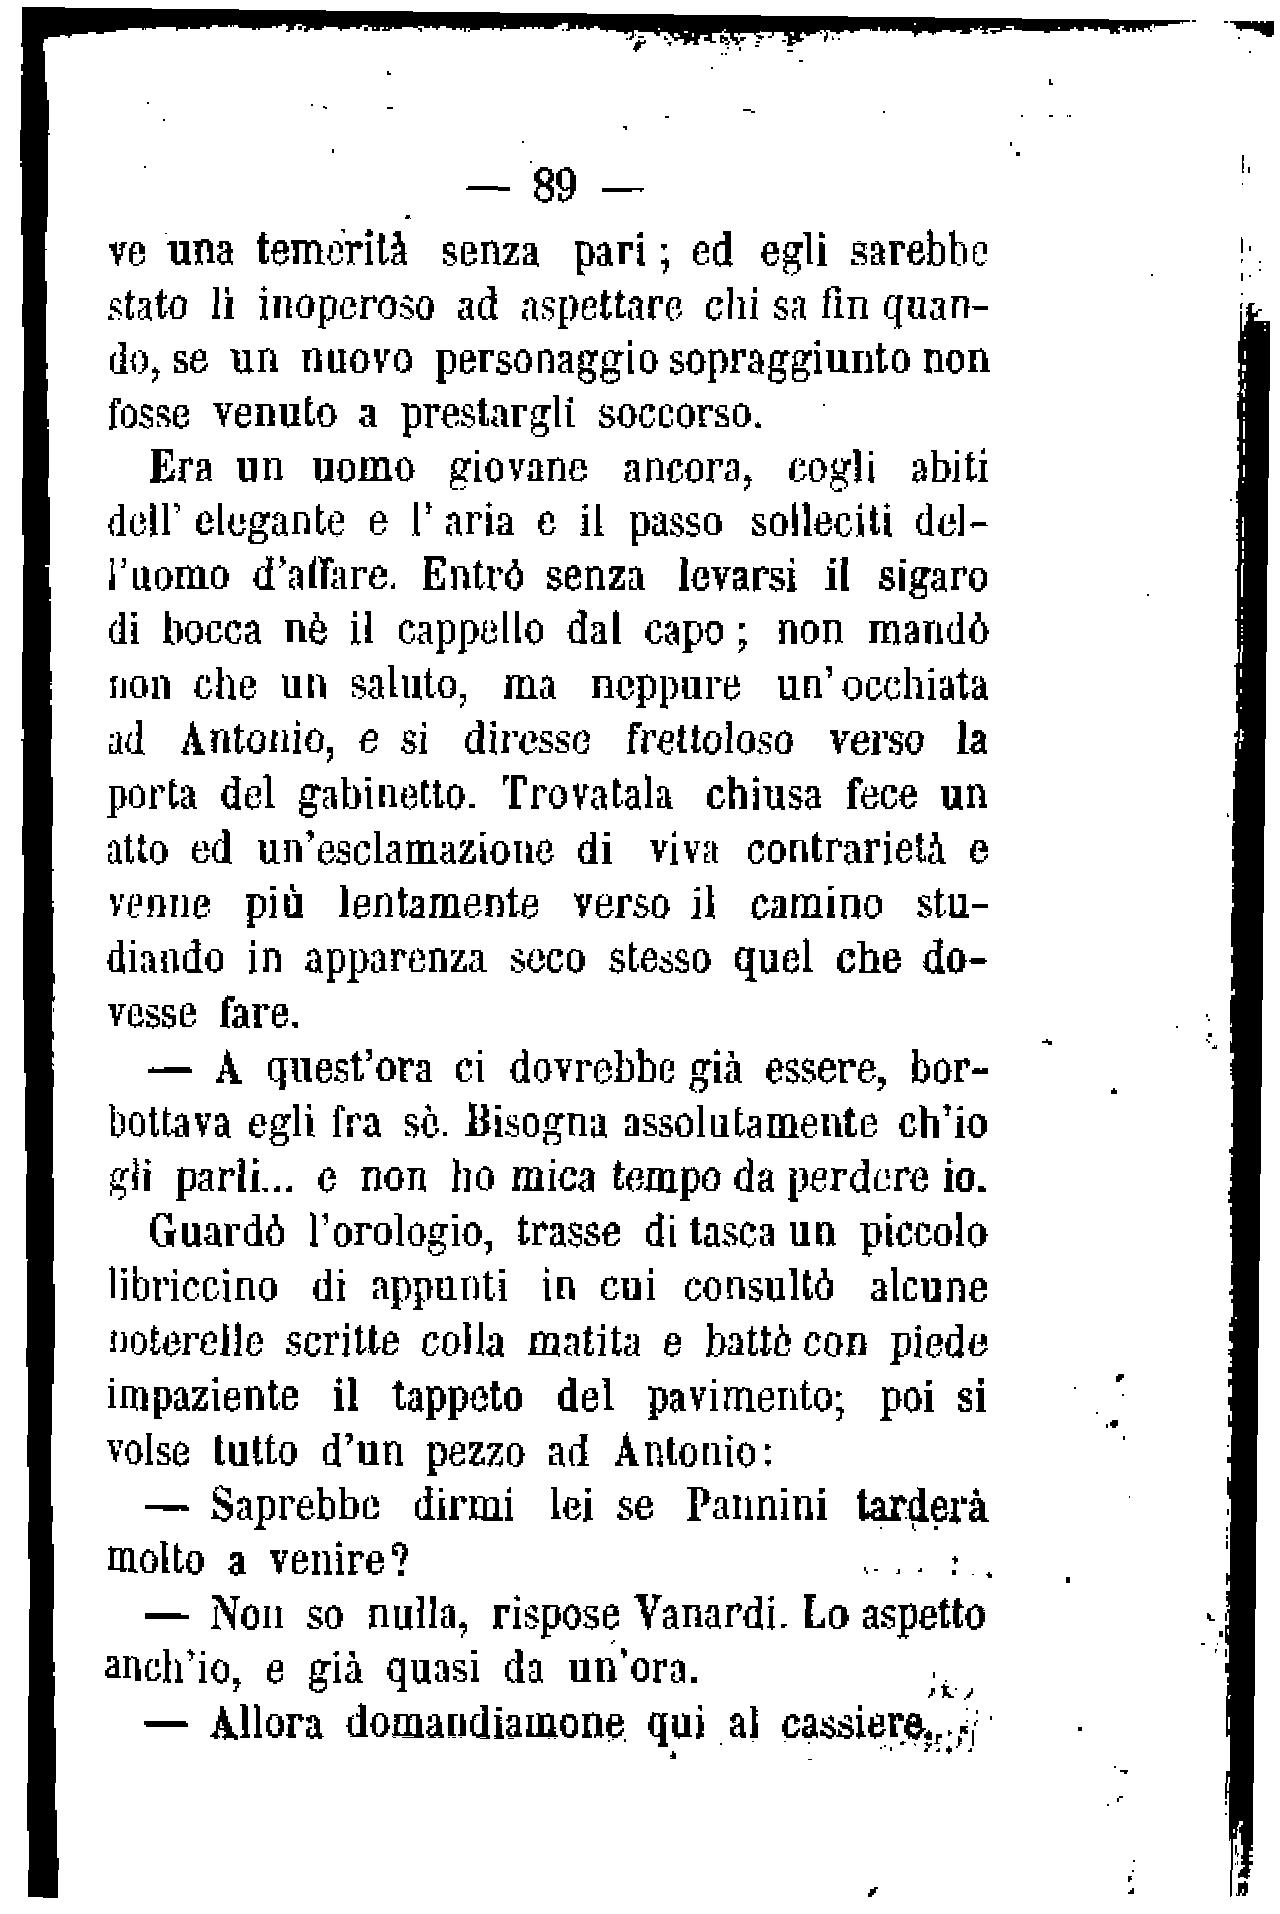 — 89 —
ve una temerità senza pari ; ed egli sarebbe
stato lì inoperoso ad aspettare chi sa fin quan-
do, se un nuovo personaggio sopraggiunto non
fosse venuto a prestargli soccorso.
Era un uomo giovane ancora, cogli abiti
dell' elegante e l' aria e il passo solleciti del-
l'uomo d'affare. Entrò senza levarsi il sigaro
di bocca nè il cappello dal capo ; non mandò
non che un saluto, ma neppure un' occhiata
ad Antonio, e si diresse frettoloso verso la
porta del gabinetto. Trovatala chiusa fece un
atto ed un'esclamazione di viva contrarietà e
venne più lentamente verso il camino stu-
diando in apparenza seco stesso quel che do-
vesse fare.
— A quest'ora ci dovrebbe già essere, bor-
bottava egli fra sè. Bisogna assolutamente ch'io
gli parli... e non ho mica tempo da perdere io.
Guardò l'orologio, trasse di tasca un piccolo
libriccino di appunti in cui consultò alcune
noterelle scritte colla matita e battè con piede
impaziente il tappeto del pavimento; poi si
volse tutto d'un pezzo ad Antonio:
— Saprebbe dirmi lei se Pannini tarderà
molto a venire?
— Non so nulla, rispose Vanardi. Lo aspetto
anch'io, e già quasi da un'ora.
— Allora domandiamone qui al cassiere.